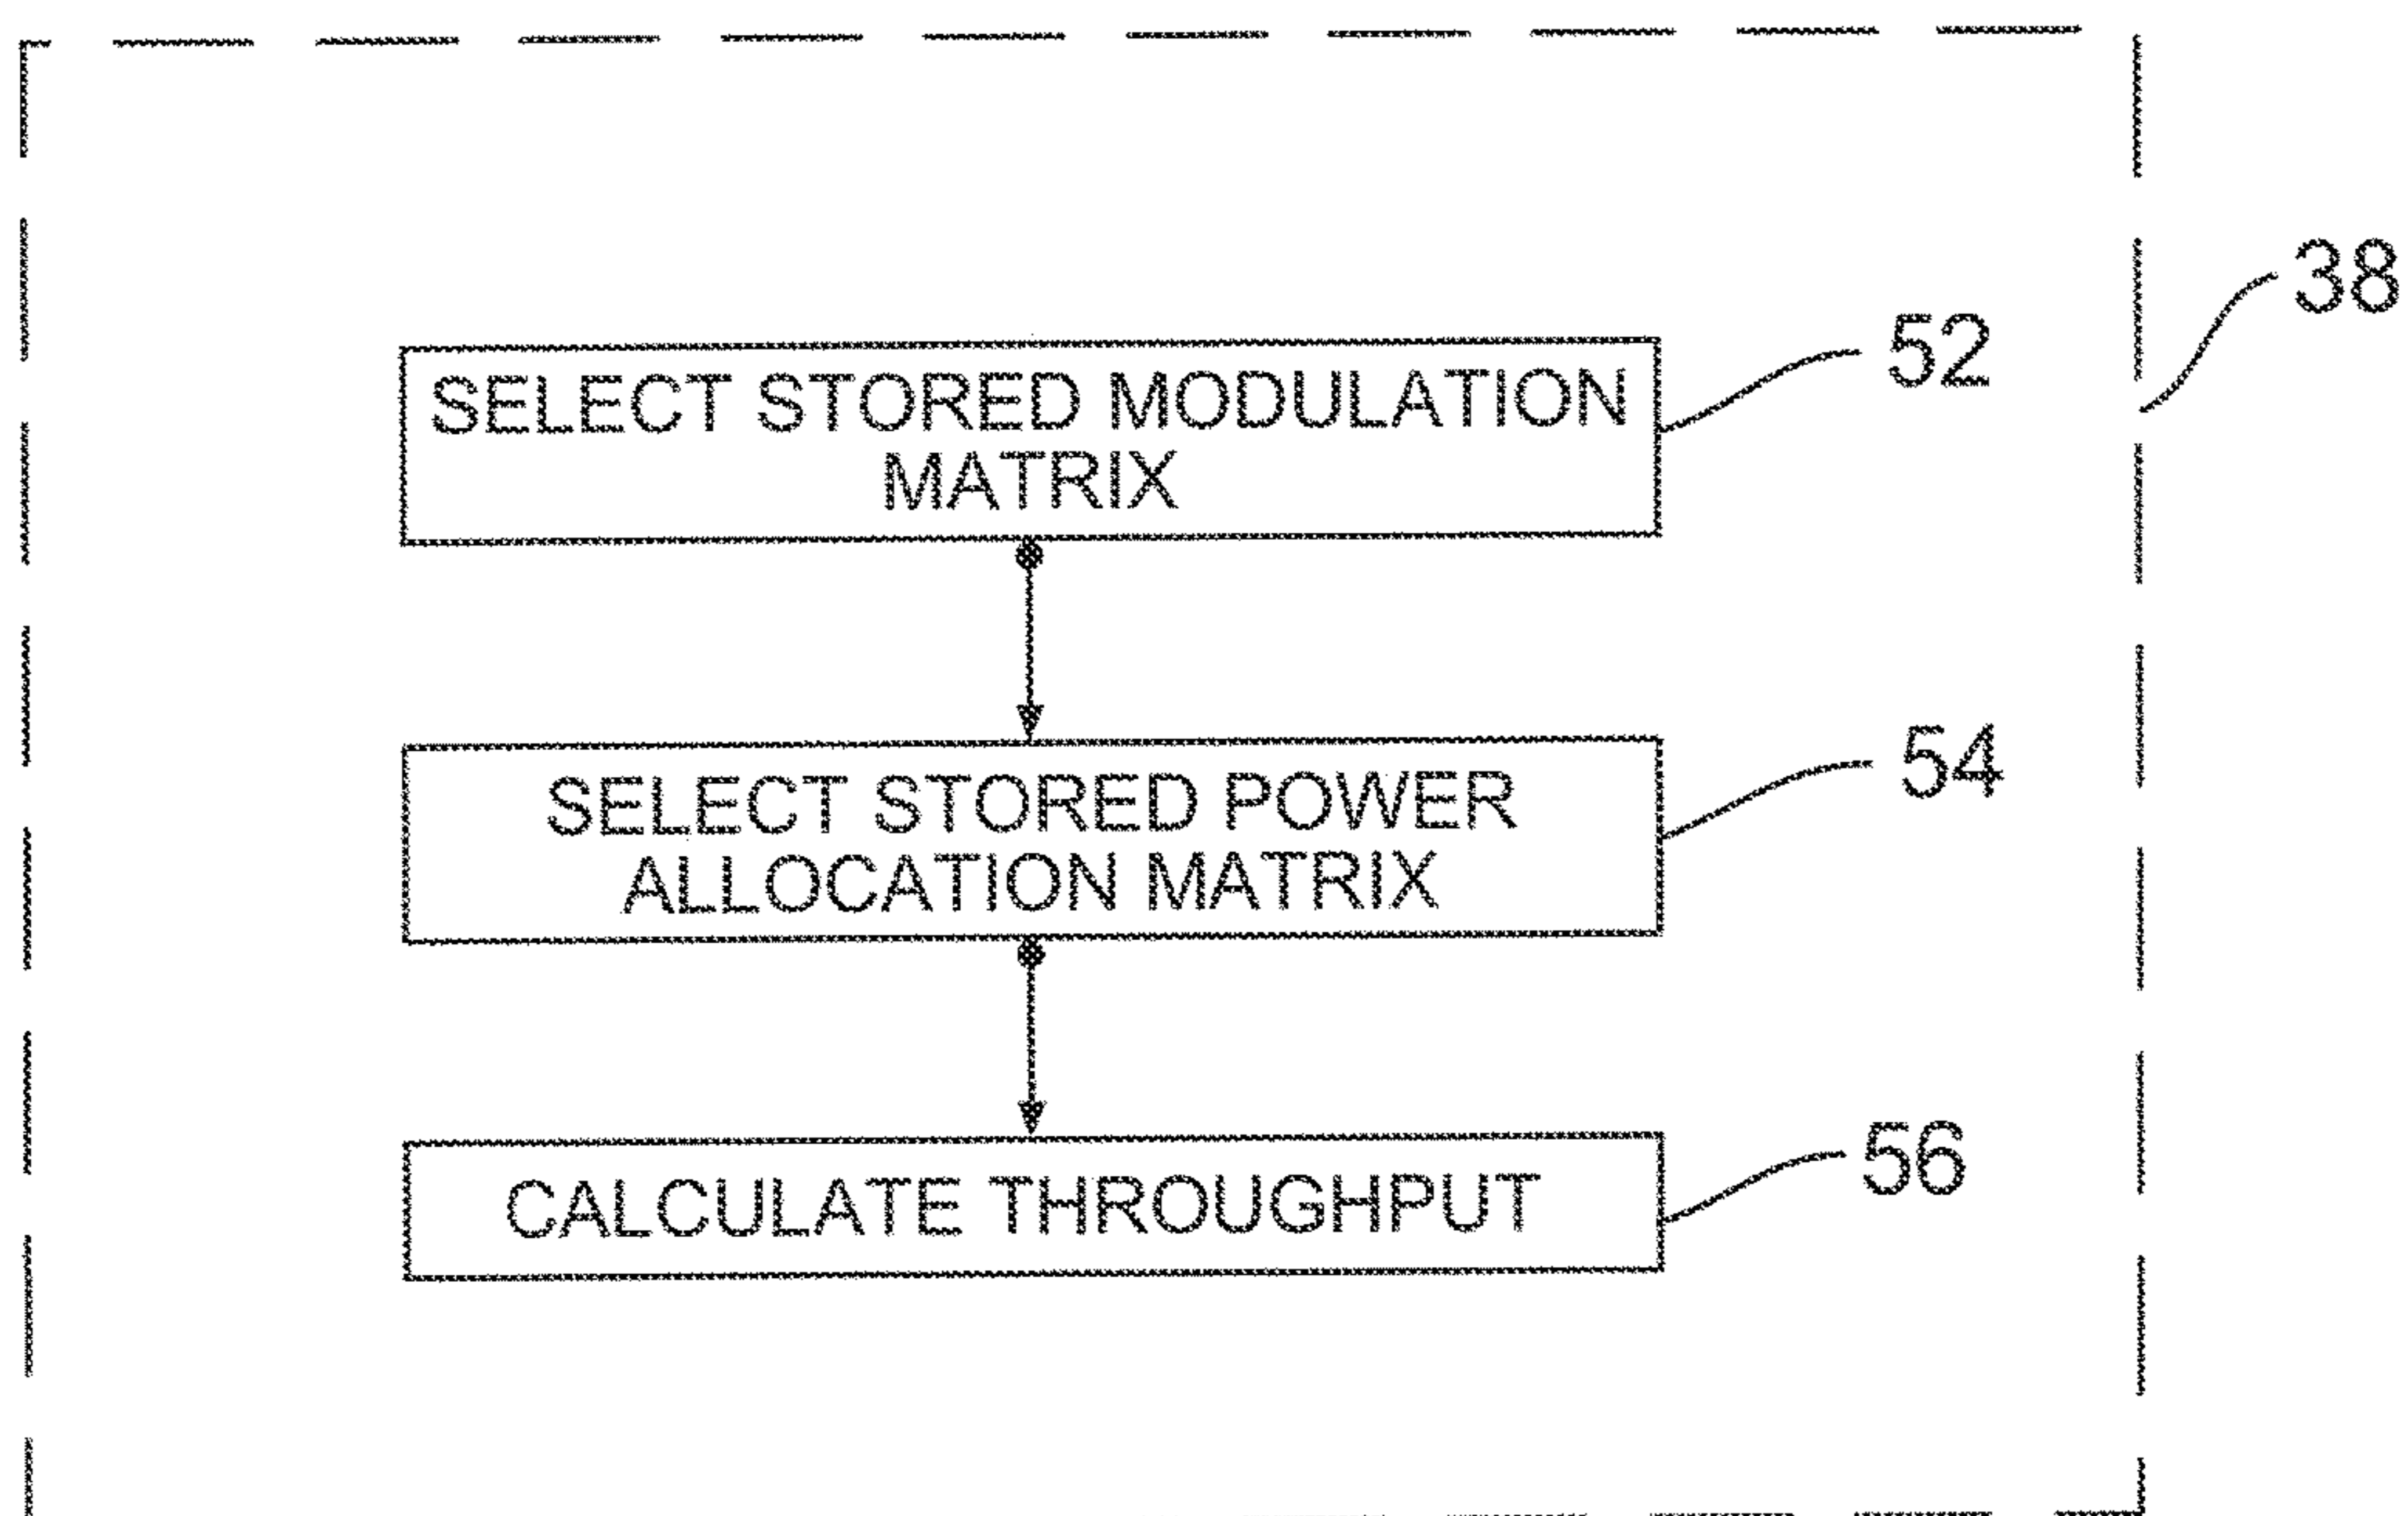 38
SELECT STORED MODULATION
MATRIX
52
SELECT STORED POWER
ALLOCATION MATRIX
54
CALCULATE THROUGHPUT
56